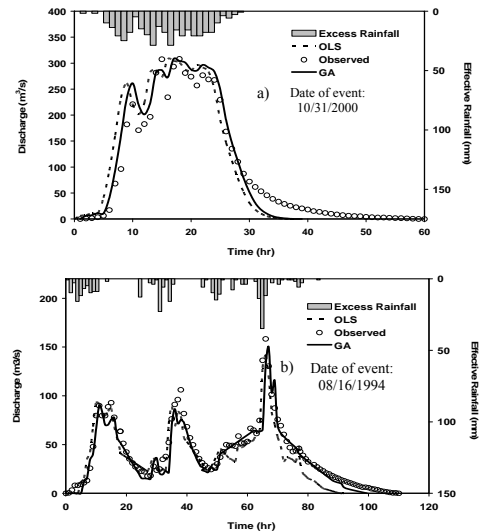 400
350
300
250
200
150
100
50
0
Discharge (m³/s)
0
50
100
150
Effective Rainfall (mm)
Excess Rainfall
OLS
Observed
GA
a)
Date of event:
10/31/2000
0 10 20 30 40 50 60
Time (hr)
200
150
100
50
0
Discharge (m3/s)
0
50
100
150
Effective Rainfall (mm)
Excess Rainfall
OLS
Observed
GA
b)
Date of event:
08/16/1994
0 20 40 60 80 100 120
Time (hr)